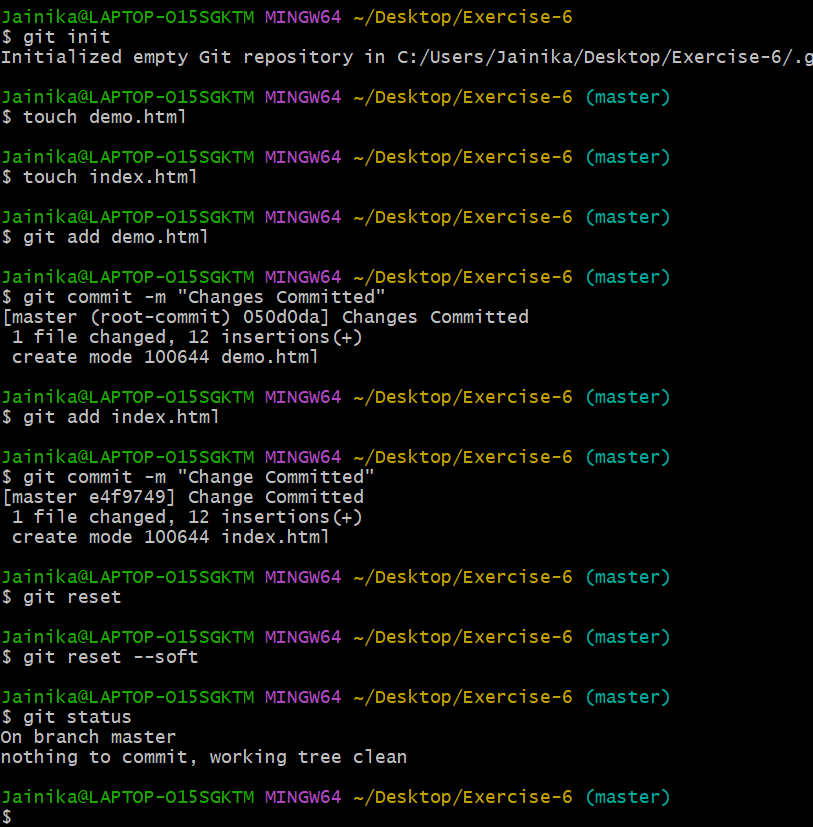 Jainika@LAPTOP-O15SGKTM MINGW64 ~/Desktop/Exercise-6
$ git init
Initialized empty Git repository in C:/Users/Jainika/Desktop/Exercise-6/.g
Jainika@LAPTOP-O15SGKTM MINGW64 ~/Desktop/Exercise-6 (master)
$ touch demo.html
Jainika@LAPTOP-O15SGKTM MINGW64 ~/Desktop/Exercise-6 (master)
$ touch index.html
Jainika@LAPTOP-O15SGKTM MINGW64 ~/Desktop/Exercise-6 (master)
$ git add demo.html
Jainika@LAPTOP-O15SGKTM MINGW64 ~/Desktop/Exercise-6 (master)
$ git commit -m "Changes Committed"
[master (root-commit) 050d0da] Changes Committed
 1 file changed, 12 insertions(+)
 create mode 100644 demo.html
Jainika@LAPTOP-O15SGKTM MINGW64 ~/Desktop/Exercise-6 (master)
$ git add index.html
Jainika@LAPTOP-O15SGKTM MINGW64 ~/Desktop/Exercise-6 (master)
$ git commit -m "Change Committed"
[master e4f9749] Change Committed
 1 file changed, 12 insertions(+)
 create mode 100644 index.html
Jainika@LAPTOP-O15SGKTM MINGW64 ~/Desktop/Exercise-6 (master)
$ git reset
Jainika@LAPTOP-O15SGKTM MINGW64 ~/Desktop/Exercise-6 (master)
$ git reset --soft
Jainika@LAPTOP-O15SGKTM MINGW64 ~/Desktop/Exercise-6 (master)
$ git status
On branch master
nothing to commit, working tree clean
Jainika@LAPTOP-O15SGKTM MINGW64 ~/Desktop/Exercise-6 (master)
$